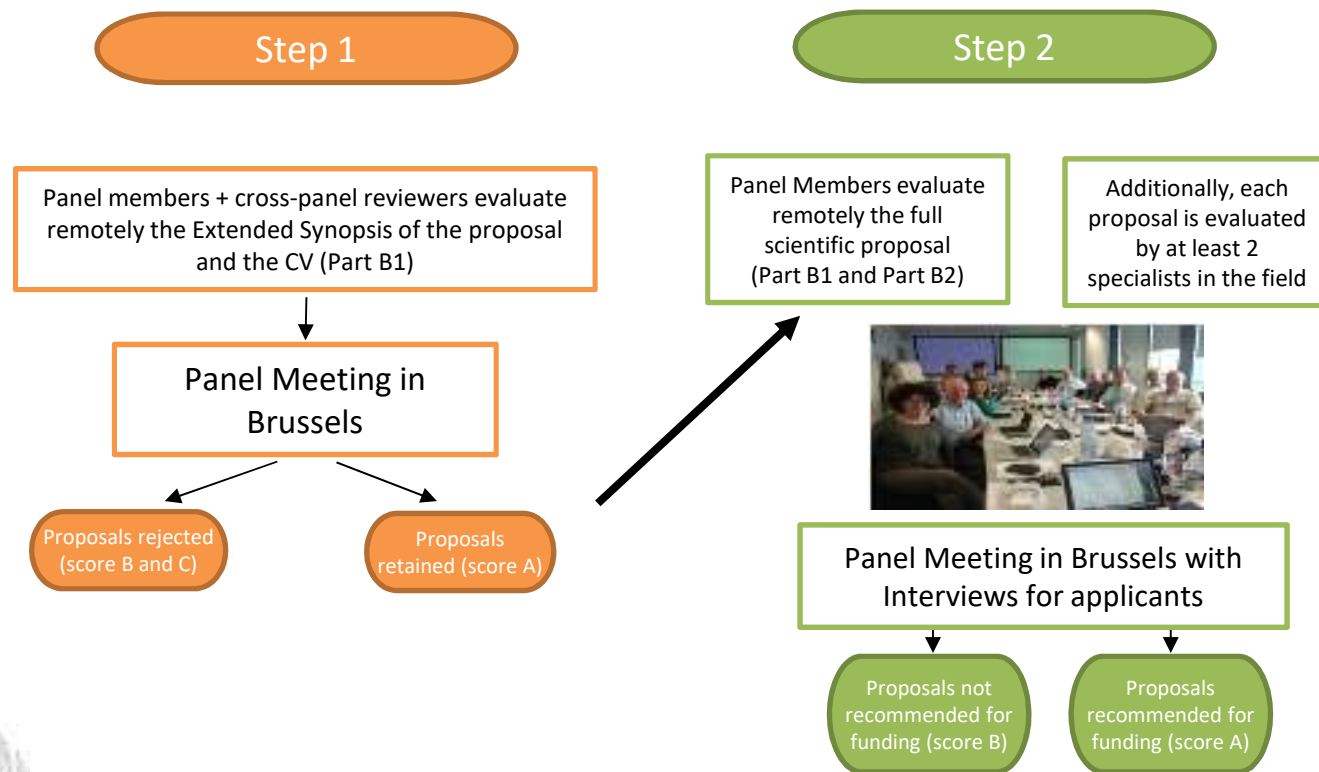 Step 1
Panel members + cross-panel reviewers evaluate
remotely the Extended Synopsis of the proposal
and the CV (Part B1)
Panel Meeting in
Brussels
Proposals rejected
(score B and C)
Proposals
retained (score A)
Step 2
Panel Members evaluate
remotely the full
scientific proposal
(Part B1 and Part B2)
Additionally, each
proposal is evaluated
by at least 2
specialists in the field
Panel Meeting in Brussels with
Interviews for applicants
Proposals not
recommended for
funding (score B)
Proposals
recommended for
funding (score A)